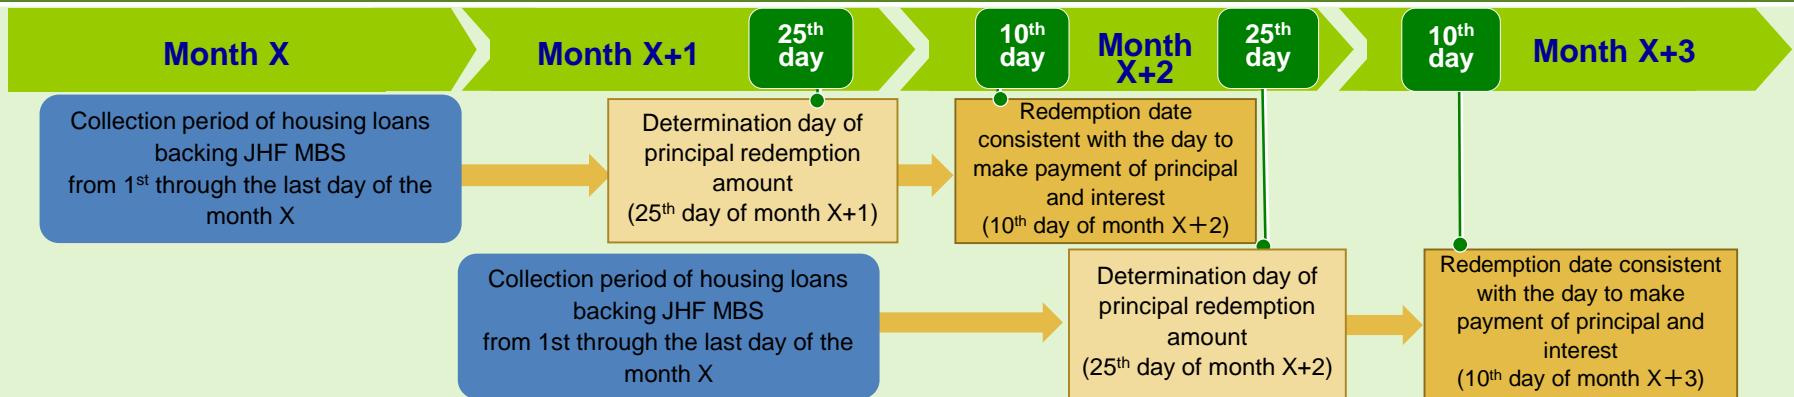 Month X
Month X+1
25th
day
10th
day
Month
X+2
25th
day
10th
day
Month X+3
Collection period of housing loans
backing JHF MBS
from 1st through the last day of the
month X
Determination day of
principal redemption
amount
(25th day of month X+1)
Redemption date
consistent with the day to
make payment of principal
and interest
(10th day of month X+2)
Collection period of housing loans
backing JHF MBS
from 1st through the last day of the
month X
Determination day of
principal redemption
amount
(25th day of month X+2)
Redemption date consistent
with the day to make
payment of principal and
interest
(10th day of month X+3)